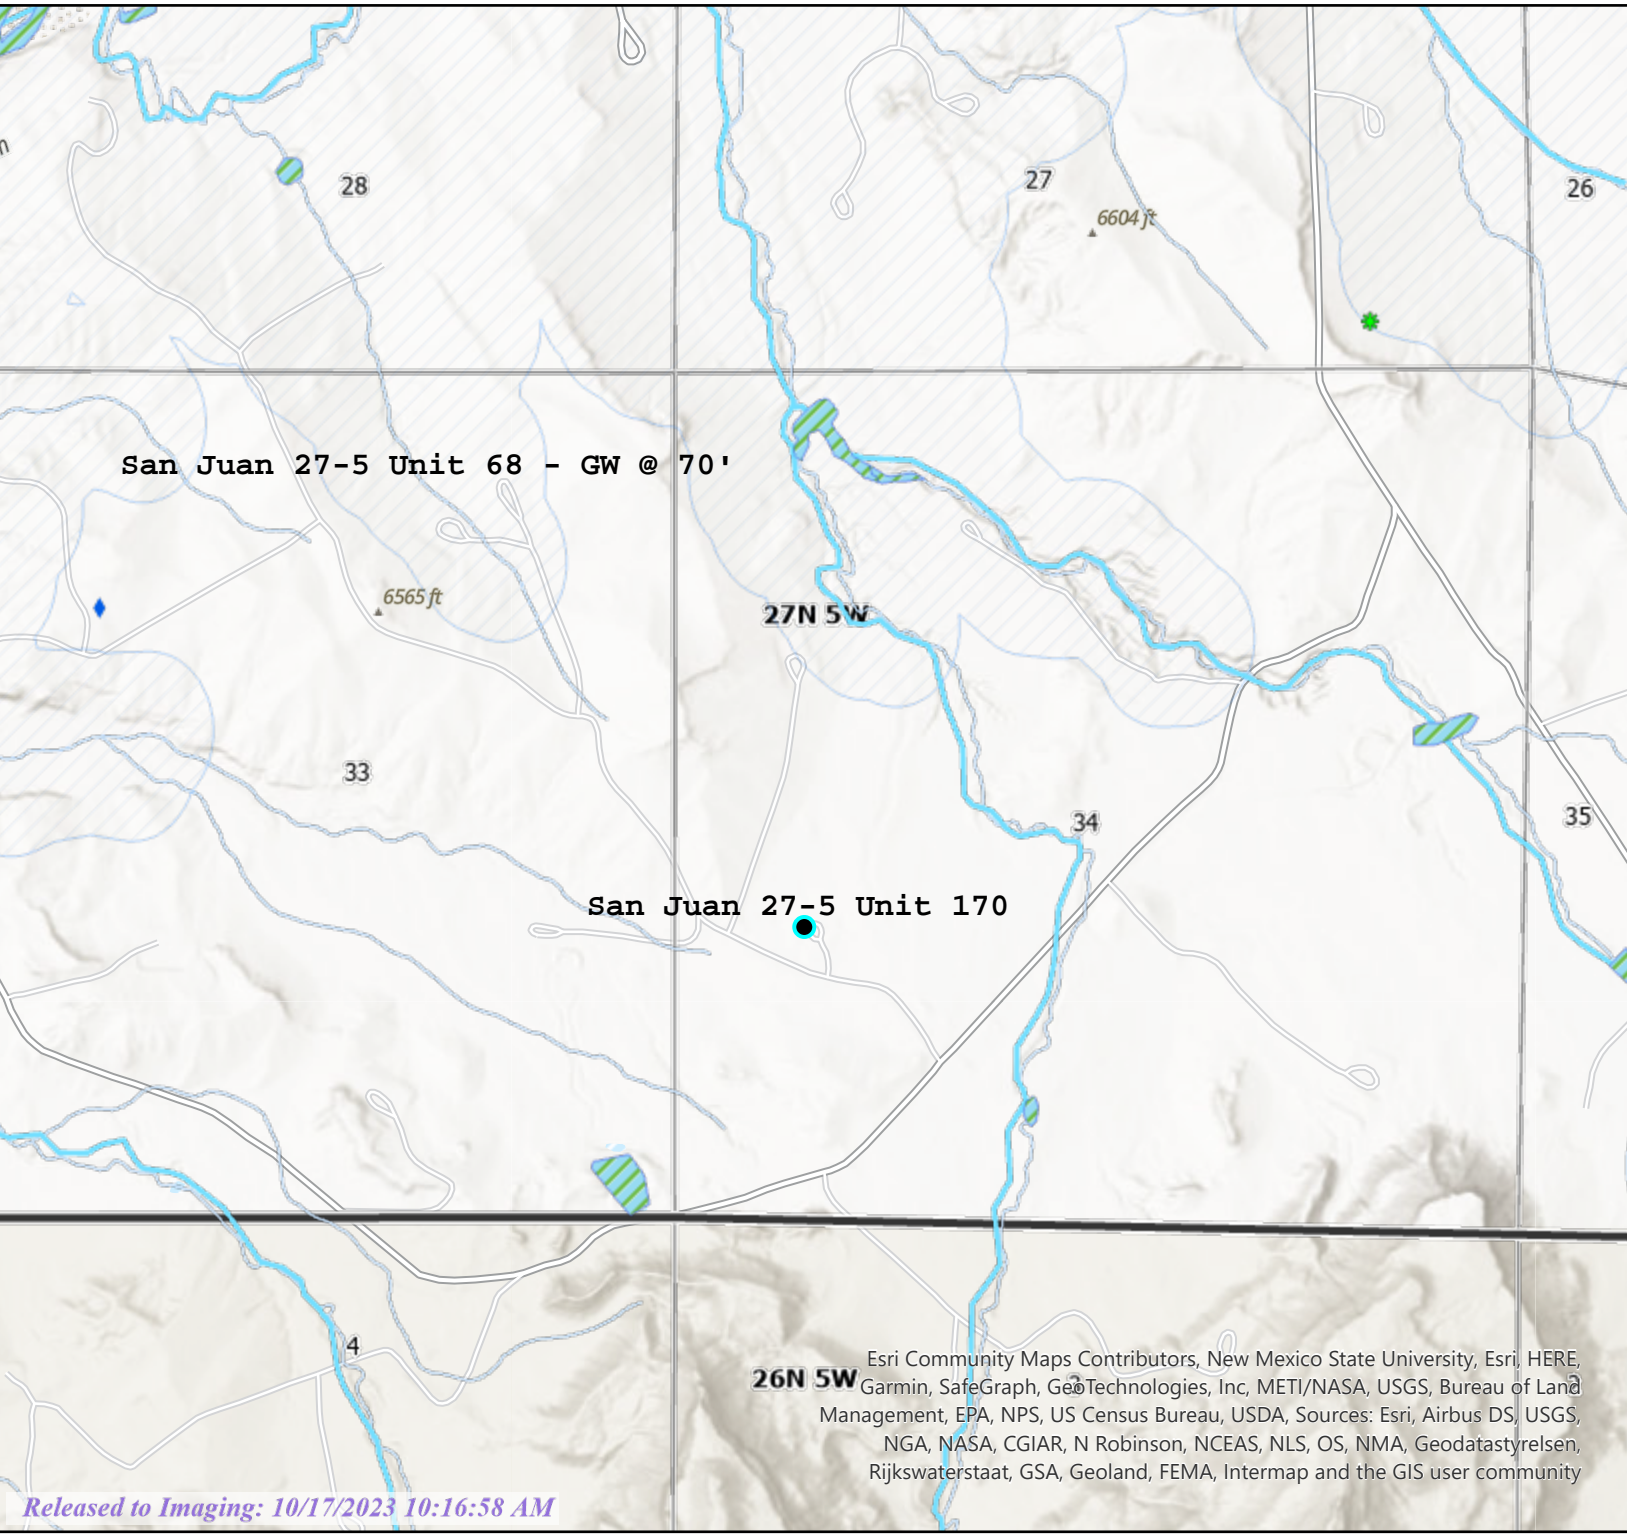 28
27
26
6604 ft
San Juan 27-5 Unit 68 - GW @ 70'
6565 ft
27N 5W
33
34
35
San Juan 27-5 Unit 170
4
26N 5W
3
2
Esri Community Maps Contributors, New Mexico State University, Esri, HERE,
Garmin, SafeGraph, GeoTechnologies, Inc, METI/NASA, USGS, Bureau of Land
Management, EPA, NPS, US Census Bureau, USDA, Sources: Esri, Airbus DS, USGS,
NGA, NASA, CGIAR, N Robinson, NCEAS, NLS, OS, NMA, Geodatastyrelsen,
Rijkswaterstaat, GSA, Geoland, FEMA, Intermap and the GIS user community
Released to Imaging: 10/17/2023 10:16:58 AM